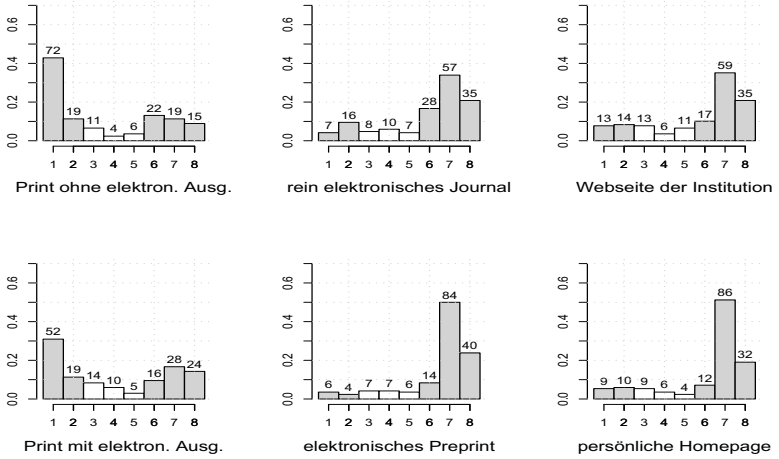 0.0 0.2 0.4 0.6
72 19 11 4 6 22 19 15
1 2 3 4 5 6 7 8
Print ohne elektron. Ausg.
0.0 0.2 0.4 0.6
7 16 8 10 7 28 57 35
1 2 3 4 5 6 7 8
rein elektronisches Journal
0.0 0.2 0.4 0.6
13 14 13 6 11 17 59 35
1 2 3 4 5 6 7 8
Webseite der Institution
0.0 0.2 0.4 0.6
52 19 14 10 5 16 28 24
1 2 3 4 5 6 7 8
Print mit elektron. Ausg.
0.0 0.2 0.4 0.6
6 4 7 7 6 14 84 40
1 2 3 4 5 6 7 8
elektronisches Preprint
0.0 0.2 0.4 0.6
9 10 9 6 4 12 86 32
1 2 3 4 5 6 7 8
persönliche Homepage